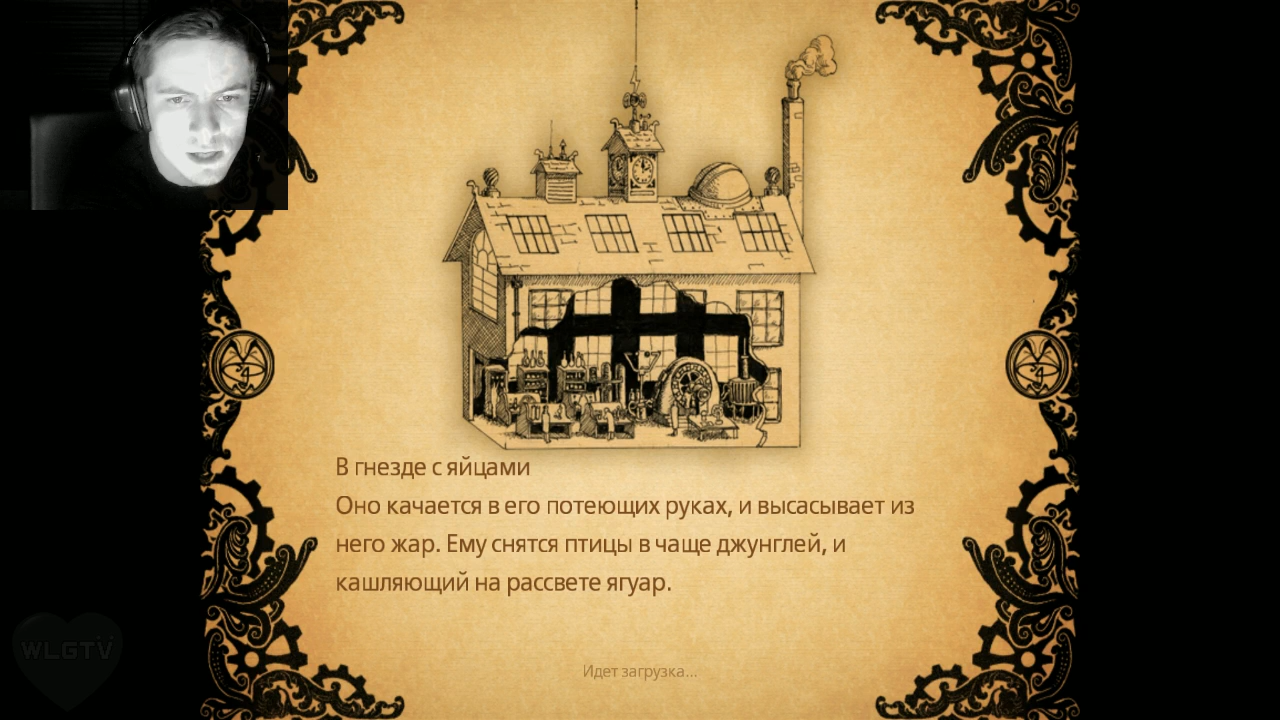 В гнезде с яйцами
Оно качается в его потеющих руках, и высасывает из
него жар. Ему снятся птицы в чаще джунглей, и
кашляющий на рассвете ягуар.
Идет загрузка...
WLGTV